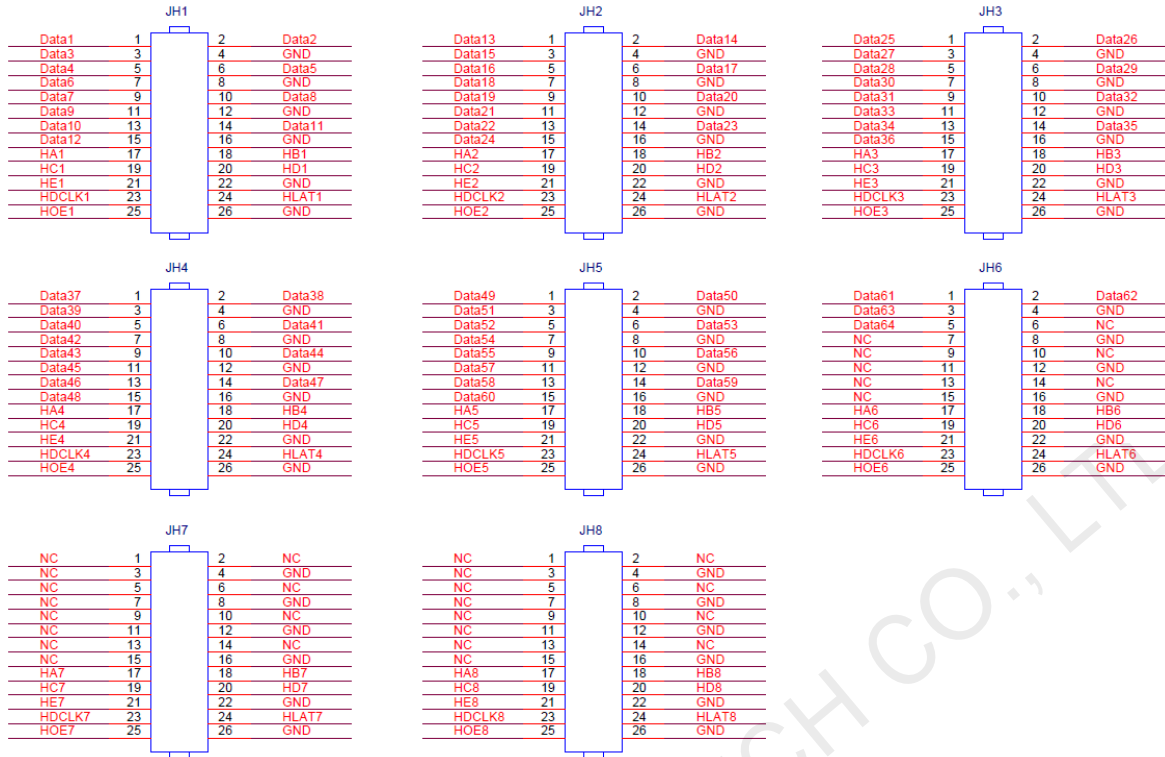 JH1 JH2 JH3
Data1 1 2 Data2 Data13 1 2 Data14 Data25 1 2 Data26
Data3 3 4 GND Data15 3 4 GND Data27 3 4 GND
Data4 5 6 Data5 Data16 5 6 Data17 Data28 5 6 Data29
Data6 7 8 GND Data18 7 8 GND Data30 7 8 GND
Data7 9 10 Data8 Data19 9 10 Data20 Data31 9 10 Data32
Data9 11 12 GND Data21 11 12 GND Data33 11 12 GND
Data10 13 14 Data11 Data22 13 14 Data23 Data34 13 14 Data35
Data12 15 16 GND Data24 15 16 GND Data36 15 16 GND
HA1 17 18 HB1 HA2 17 18 HB2 HA3 17 18 HB3
HC1 19 20 HD1 HC2 19 20 HD2 HC3 19 20 HD3
HE1 21 22 GND HE2 21 22 GND HE3 21 22 GND
HDCLK1 23 24 HLAT1 HDCLK2 23 24 HLAT2 HDCLK3 23 24 HLAT3
HOE1 25 26 GND HOE2 25 26 GND HOE3 25 26 GND
JH4 JH5 JH6
Data37 1 2 Data38 Data49 1 2 Data50 Data61 1 2 Data62
Data39 3 4 GND Data51 3 4 GND Data63 3 4 GND
Data40 5 6 Data41 Data52 5 6 Data53 Data64 5 6 NC
Data42 7 8 GND Data54 7 8 GND NC 7 8 GND
Data43 9 10 Data44 Data55 9 10 Data56 NC 9 10 NC
Data45 11 12 GND Data57 11 12 GND NC 11 12 GND
Data46 13 14 Data47 Data58 13 14 Data59 NC 13 14 NC
Data48 15 16 GND Data60 15 16 GND NC 15 16 GND
HA4 17 18 HB4 HA5 17 18 HB5 HA6 17 18 HB6
HC4 19 20 HD4 HC5 19 20 HD5 HC6 19 20 HD6
HE4 21 22 GND HE5 21 22 GND HE6 21 22 GND
HDCLK4 23 24 HLAT4 HDCLK5 23 24 HLAT5 HDCLK6 23 24 HLAT6
HOE4 25 26 GND HOE5 25 26 GND HOE6 25 26 GND
JH7 JH8
NC 1 2 NC NC 1 2 NC
NC 3 4 GND NC 3 4 GND
NC 5 6 NC NC 5 6 NC
NC 7 8 GND NC 7 8 GND
NC 9 10 NC NC 9 10 NC
NC 11 12 GND NC 11 12 GND
NC 13 14 NC NC 13 14 NC
NC 15 16 GND NC 15 16 GND
HA7 17 18 HB7 HA8 17 18 HB8
HC7 19 20 HD7 HC8 19 20 HD8
HE7 21 22 GND HE8 21 22 GND
HDCLK7 23 24 HLAT7 HDCLK8 23 24 HLAT8
HOE7 25 26 GND HOE8 25 26 GND
CH CO., LT